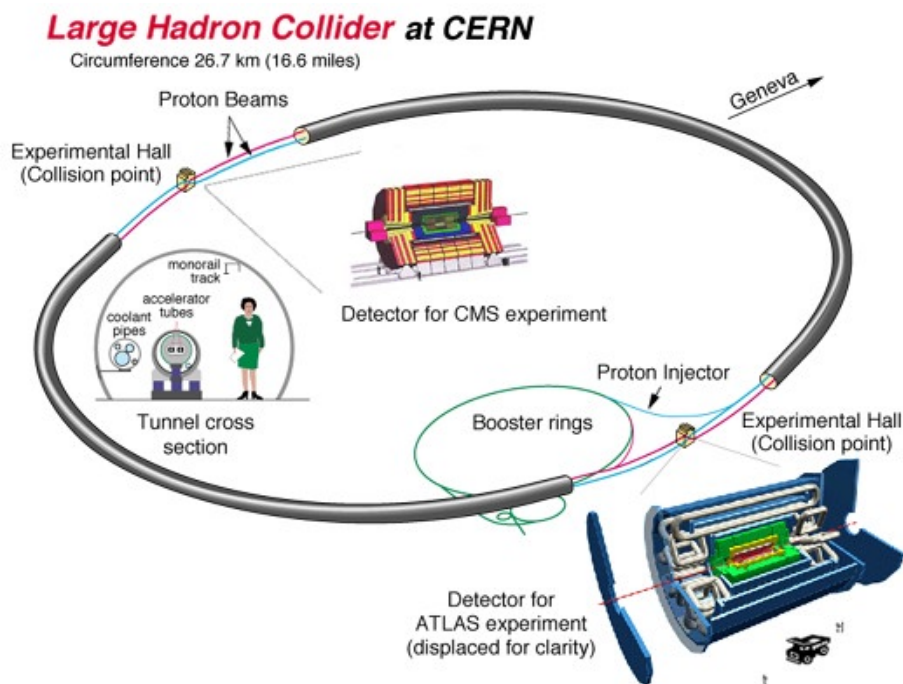 Large Hadron Collider at CERN
Circumference 26.7 km (16.6 miles)
Proton Beams
Geneva
Experimental Hall
(Collision point)
monorail
track
accelerator
tubes
coolant
pipes
Detector for CMS experiment
Tunnel cross
section
Proton Injector
Booster rings
Experimental Hall
(Collision point)
Detector for
ATLAS experiment
(displaced for clarity)